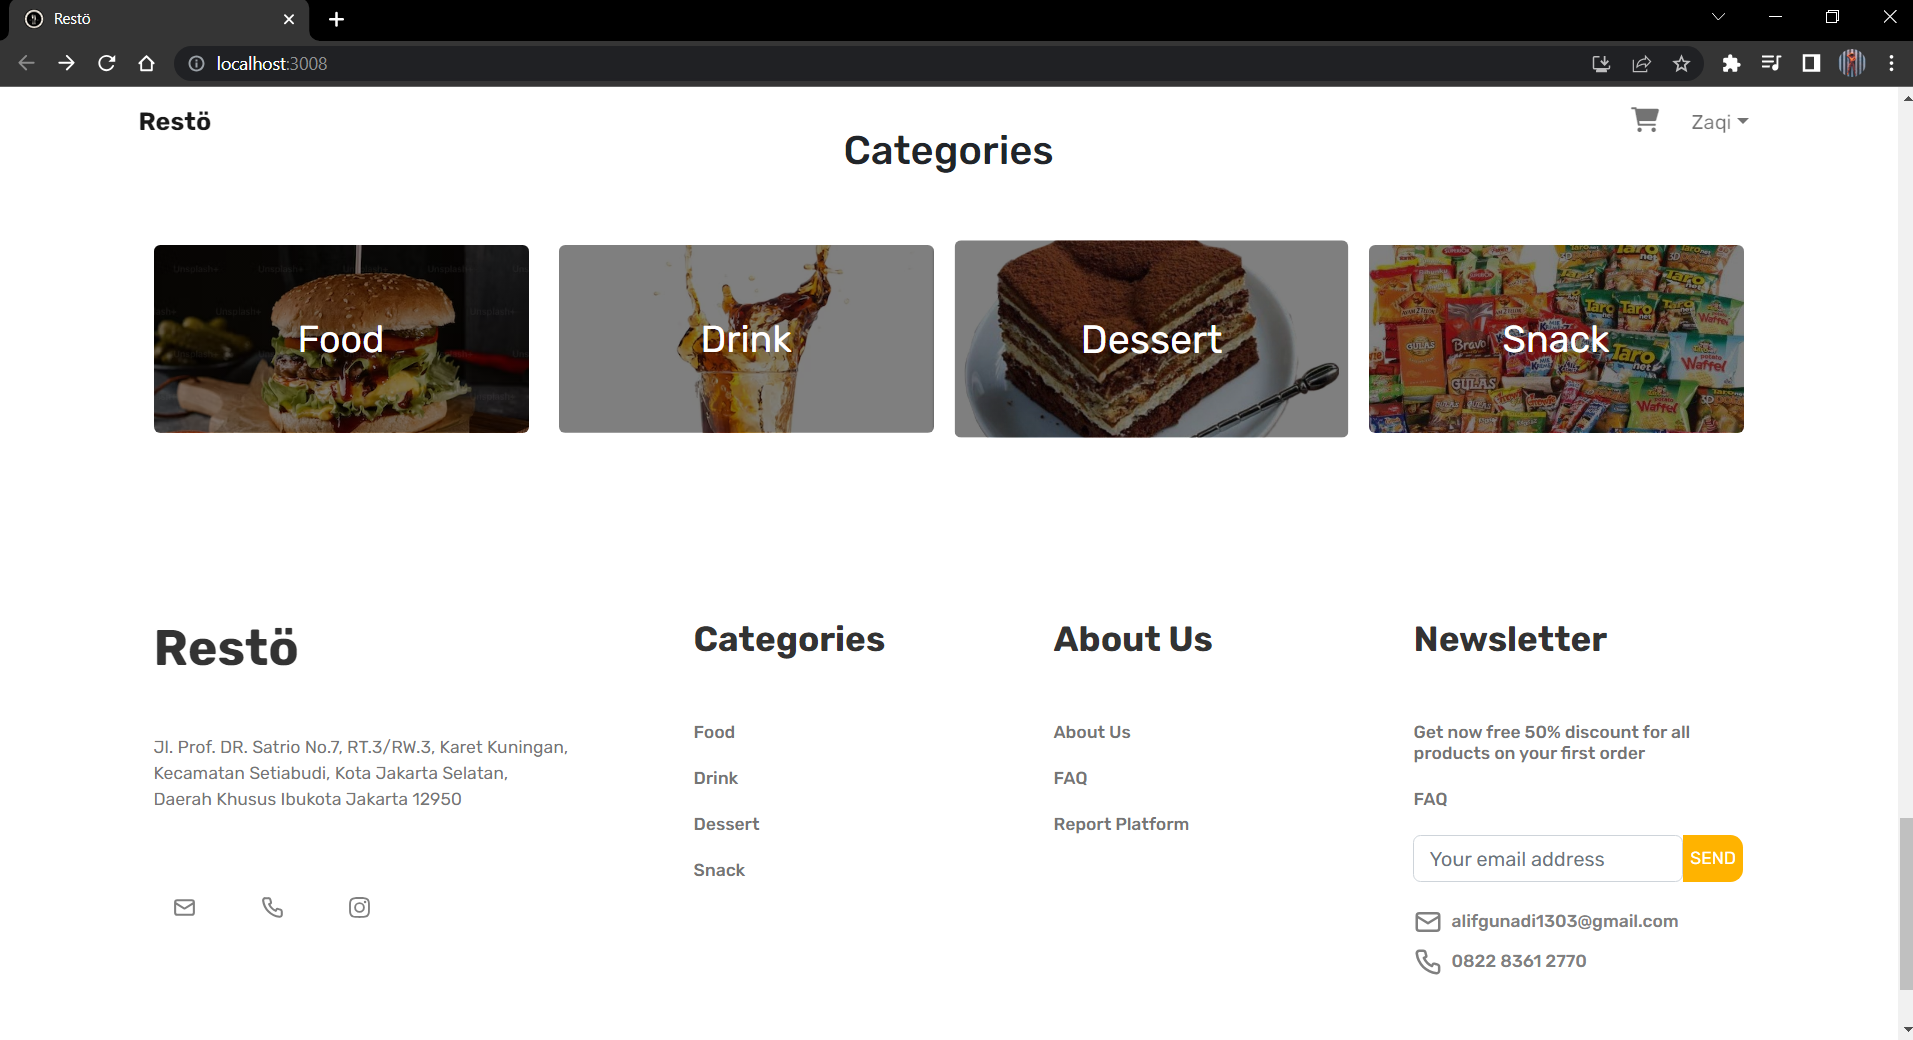 Restö
localhost:3008
Restö
Zaqi
Categories
Food
Drink
Dessert
Snack
Restö
Jl. Prof. DR. Satrio No.7, RT.3/RW.3, Karet Kuningan,
Kecamatan Setiabudi, Kota Jakarta Selatan,
Daerah Khusus Ibukota Jakarta 12950
Categories
Food
Drink
Dessert
Snack
About Us
About Us
FAQ
Report Platform
Newsletter
Get now free 50% discount for all
products on your first order
FAQ
Your email address
SEND
alifgunadi1303@gmail.com
0822 8361 2770